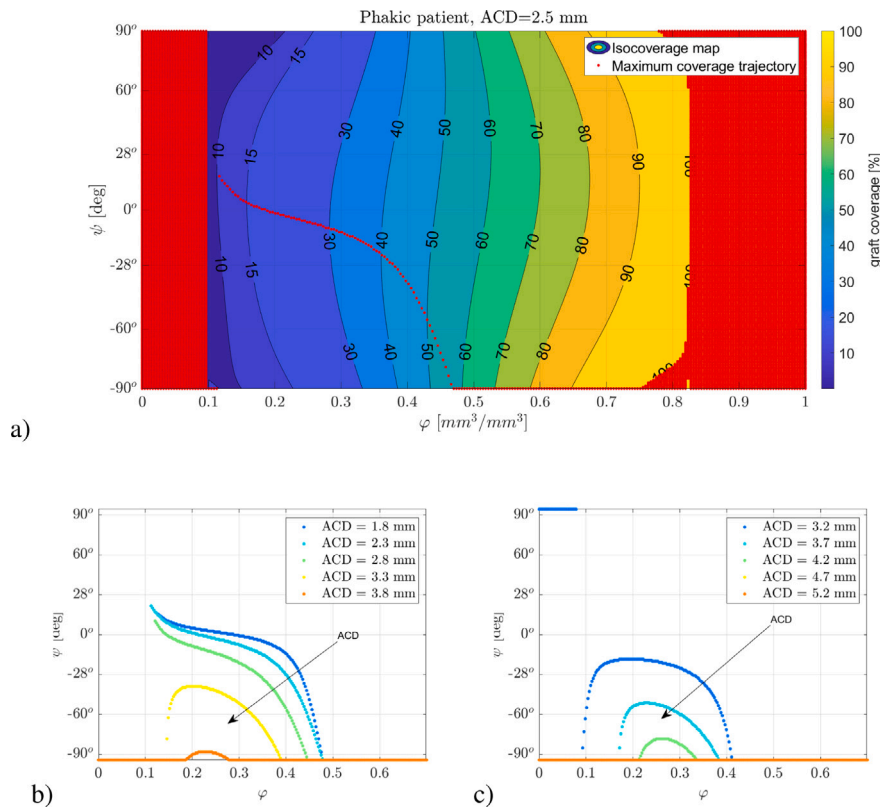 Phakic patient, ACD=2.5 mm
Isocoverage map
Maximum coverage trajectory
90°
60°
28°
0°
-28°
-60°
-90°
ψ [deg]
10 15 30 40 50 60 70 80 90 100
10 15 30 40 50 60 70 80 90 100
0 0.1 0.2 0.3 0.4 0.5 0.6 0.7 0.8 0.9 1
φ [mm³/mm³]
100
90
80
70
60
50
40
30
20
10
graft coverage [%]
a)
90°
60°
28°
0°
-28°
-60°
-90°
ψ [deg]
ACD = 1.8 mm
ACD = 2.3 mm
ACD = 2.8 mm
ACD = 3.3 mm
ACD = 3.8 mm
ACD
0 0.1 0.2 0.3 0.4 0.5 0.6
φ
b)
90°
60°
28°
0°
-28°
-60°
-90°
ψ [deg]
ACD = 3.2 mm
ACD = 3.7 mm
ACD = 4.2 mm
ACD = 4.7 mm
ACD = 5.2 mm
ACD
0 0.1 0.2 0.3 0.4 0.5 0.6
φ
c)